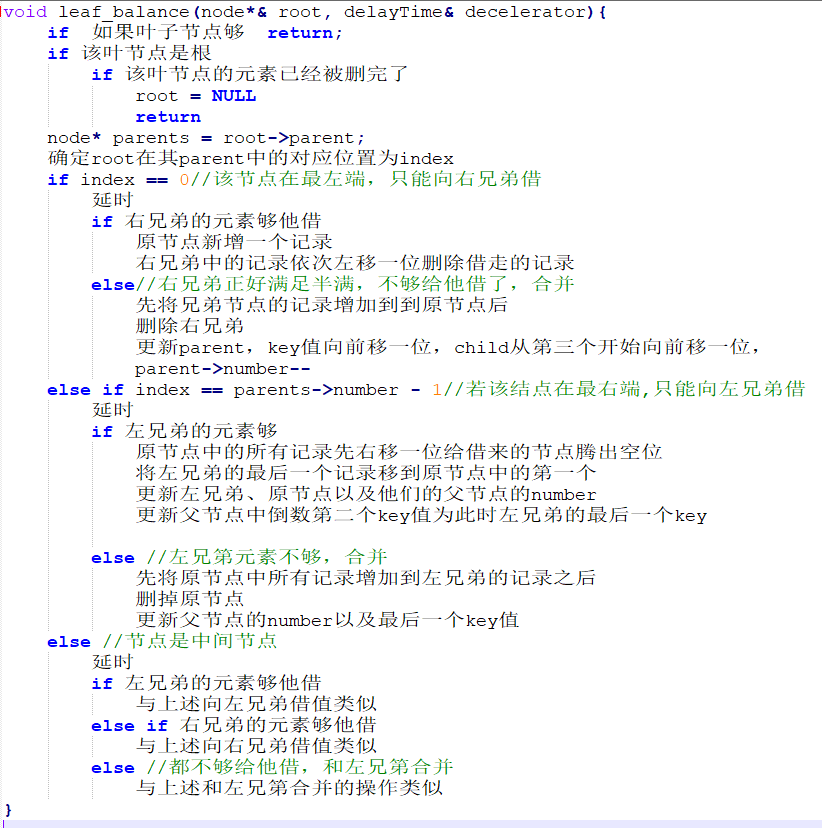 void leaf_balance(node*& root, delayTime& decelerator){
if 如果叶子节点够 return;
if 该叶节点是根
if 该叶节点的元素已经被删完了
root = NULL
return
node* parents = root->parent;
确定root在其parent中的对应位置为index
if index == 0//该节点在最左端，只能向右兄弟借
延时
if 右兄弟的元素够他借
原节点新增一个记录
右兄弟中的记录依次左移一位删除借走的记录
else//右兄弟正好满足半满，不够给他借了，合并
先将兄弟节点的记录增加到到原节点后
删除右兄弟
更新parent，key值向前移一位，child从第三个开始向前移一位，
parent->number--
else if index == parents->number - 1//若该结点在最右端,只能向左兄弟借
延时
if 左兄弟的元素够
原节点中的所有记录先右移一位给借来的节点腾出空位
将左兄弟的最后一个记录移到原节点中的第一个
更新左兄弟、原节点以及他们的父节点的number
更新父节点中倒数第二个key值为此时左兄弟的最后一个key
else //左兄第元素不够，合并
先将原节点中所有记录增加到左兄弟的记录之后
删掉原节点
更新父节点的number以及最后一个key值
else //节点是中间节点
延时
if 左兄弟的元素够他借
与上述向左兄弟借值类似
else if 右兄弟的元素够他借
与上述向右兄弟借值类似
else //都不够给他借，和左兄第合并
与上述和左兄第合并的操作类似
}